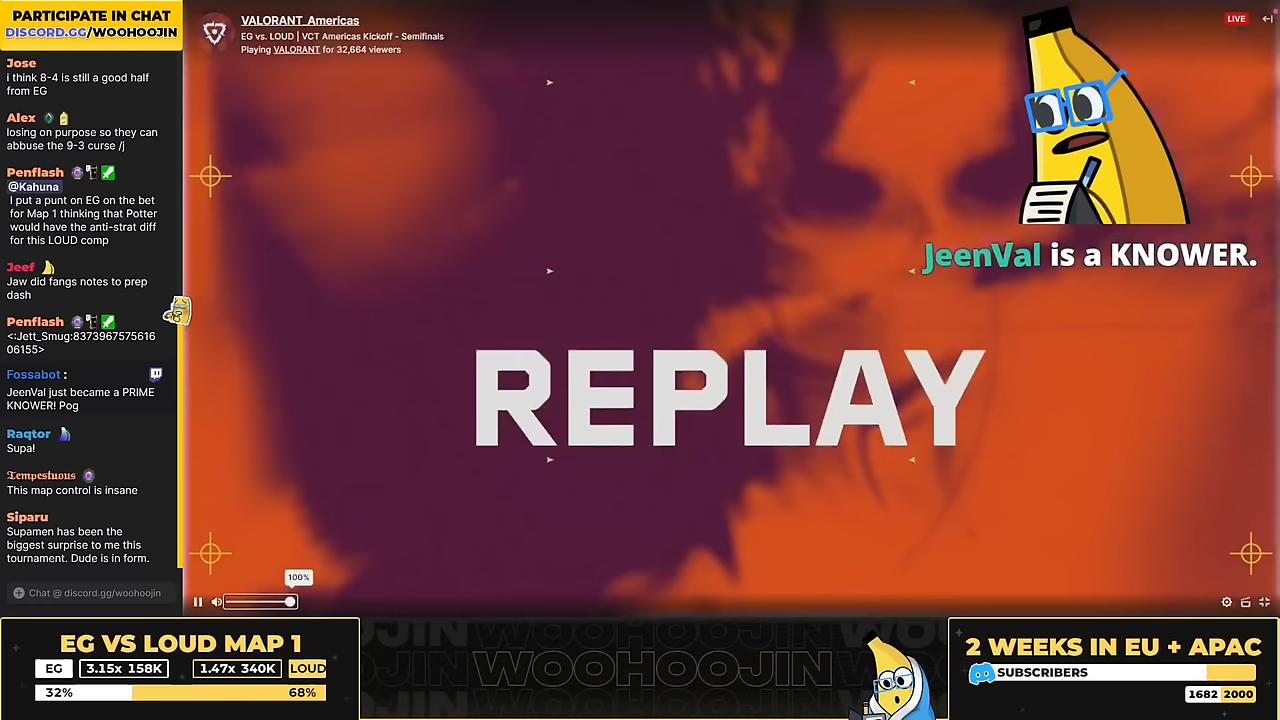 PARTICIPATE IN CHAT
DISCORD.GG/WOOHOOJIN
Jose
i think 8-4 is still a good half
from EG
Alex
losing on purpose so they can
abbuse the 9-3 curse /j
Penflash
@Kahuna
I put a punt on EG on the bet
for Map 1 thinking that Potter
would have the anti-strat diff
for this LOUD comp
Jeef
Jaw did fangs notes to prep
dash
Penflash
<:Jett_Smug:8373967575616
06155>
Fossabot :
JeenVal just became a PRIME
KNOWER! Pog
Raqtor
Supa!
Tempestuous
This map control is insane
Siparu
Supamen has been the
biggest surprise to me this
tournament. Dude is in form.
Chat @ discord.gg/woohoojin
VALORANT_Americas
EG vs. LOUD | VCT Americas Kickoff - Semifinals
Playing VALORANT for 32,664 viewers
LIVE
JeenVal is a KNOWER.
REPLAY
100%
EG VS LOUD MAP 1
EG 3.15x 158K 1.47x 340K LOUD
32% 68%
WOOHOOJIN
WOOHOOJIN
2 WEEKS IN EU + APAC
SUBSCRIBERS
1682 2000